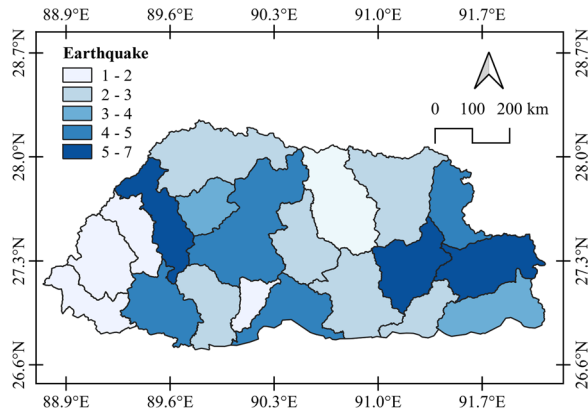 88.9°E 89.6°E 90.3°E 91.0°E 91.7°E
28.7°N 28.7°N
Earthquake
1 - 2
2 - 3
3 - 4
4 - 5
5 - 7
0 100 200 km
28.0°N 28.0°N
27.3°N 27.3°N
26.6°N 26.6°N
88.9°E 89.6°E 90.3°E 91.0°E 91.7°E